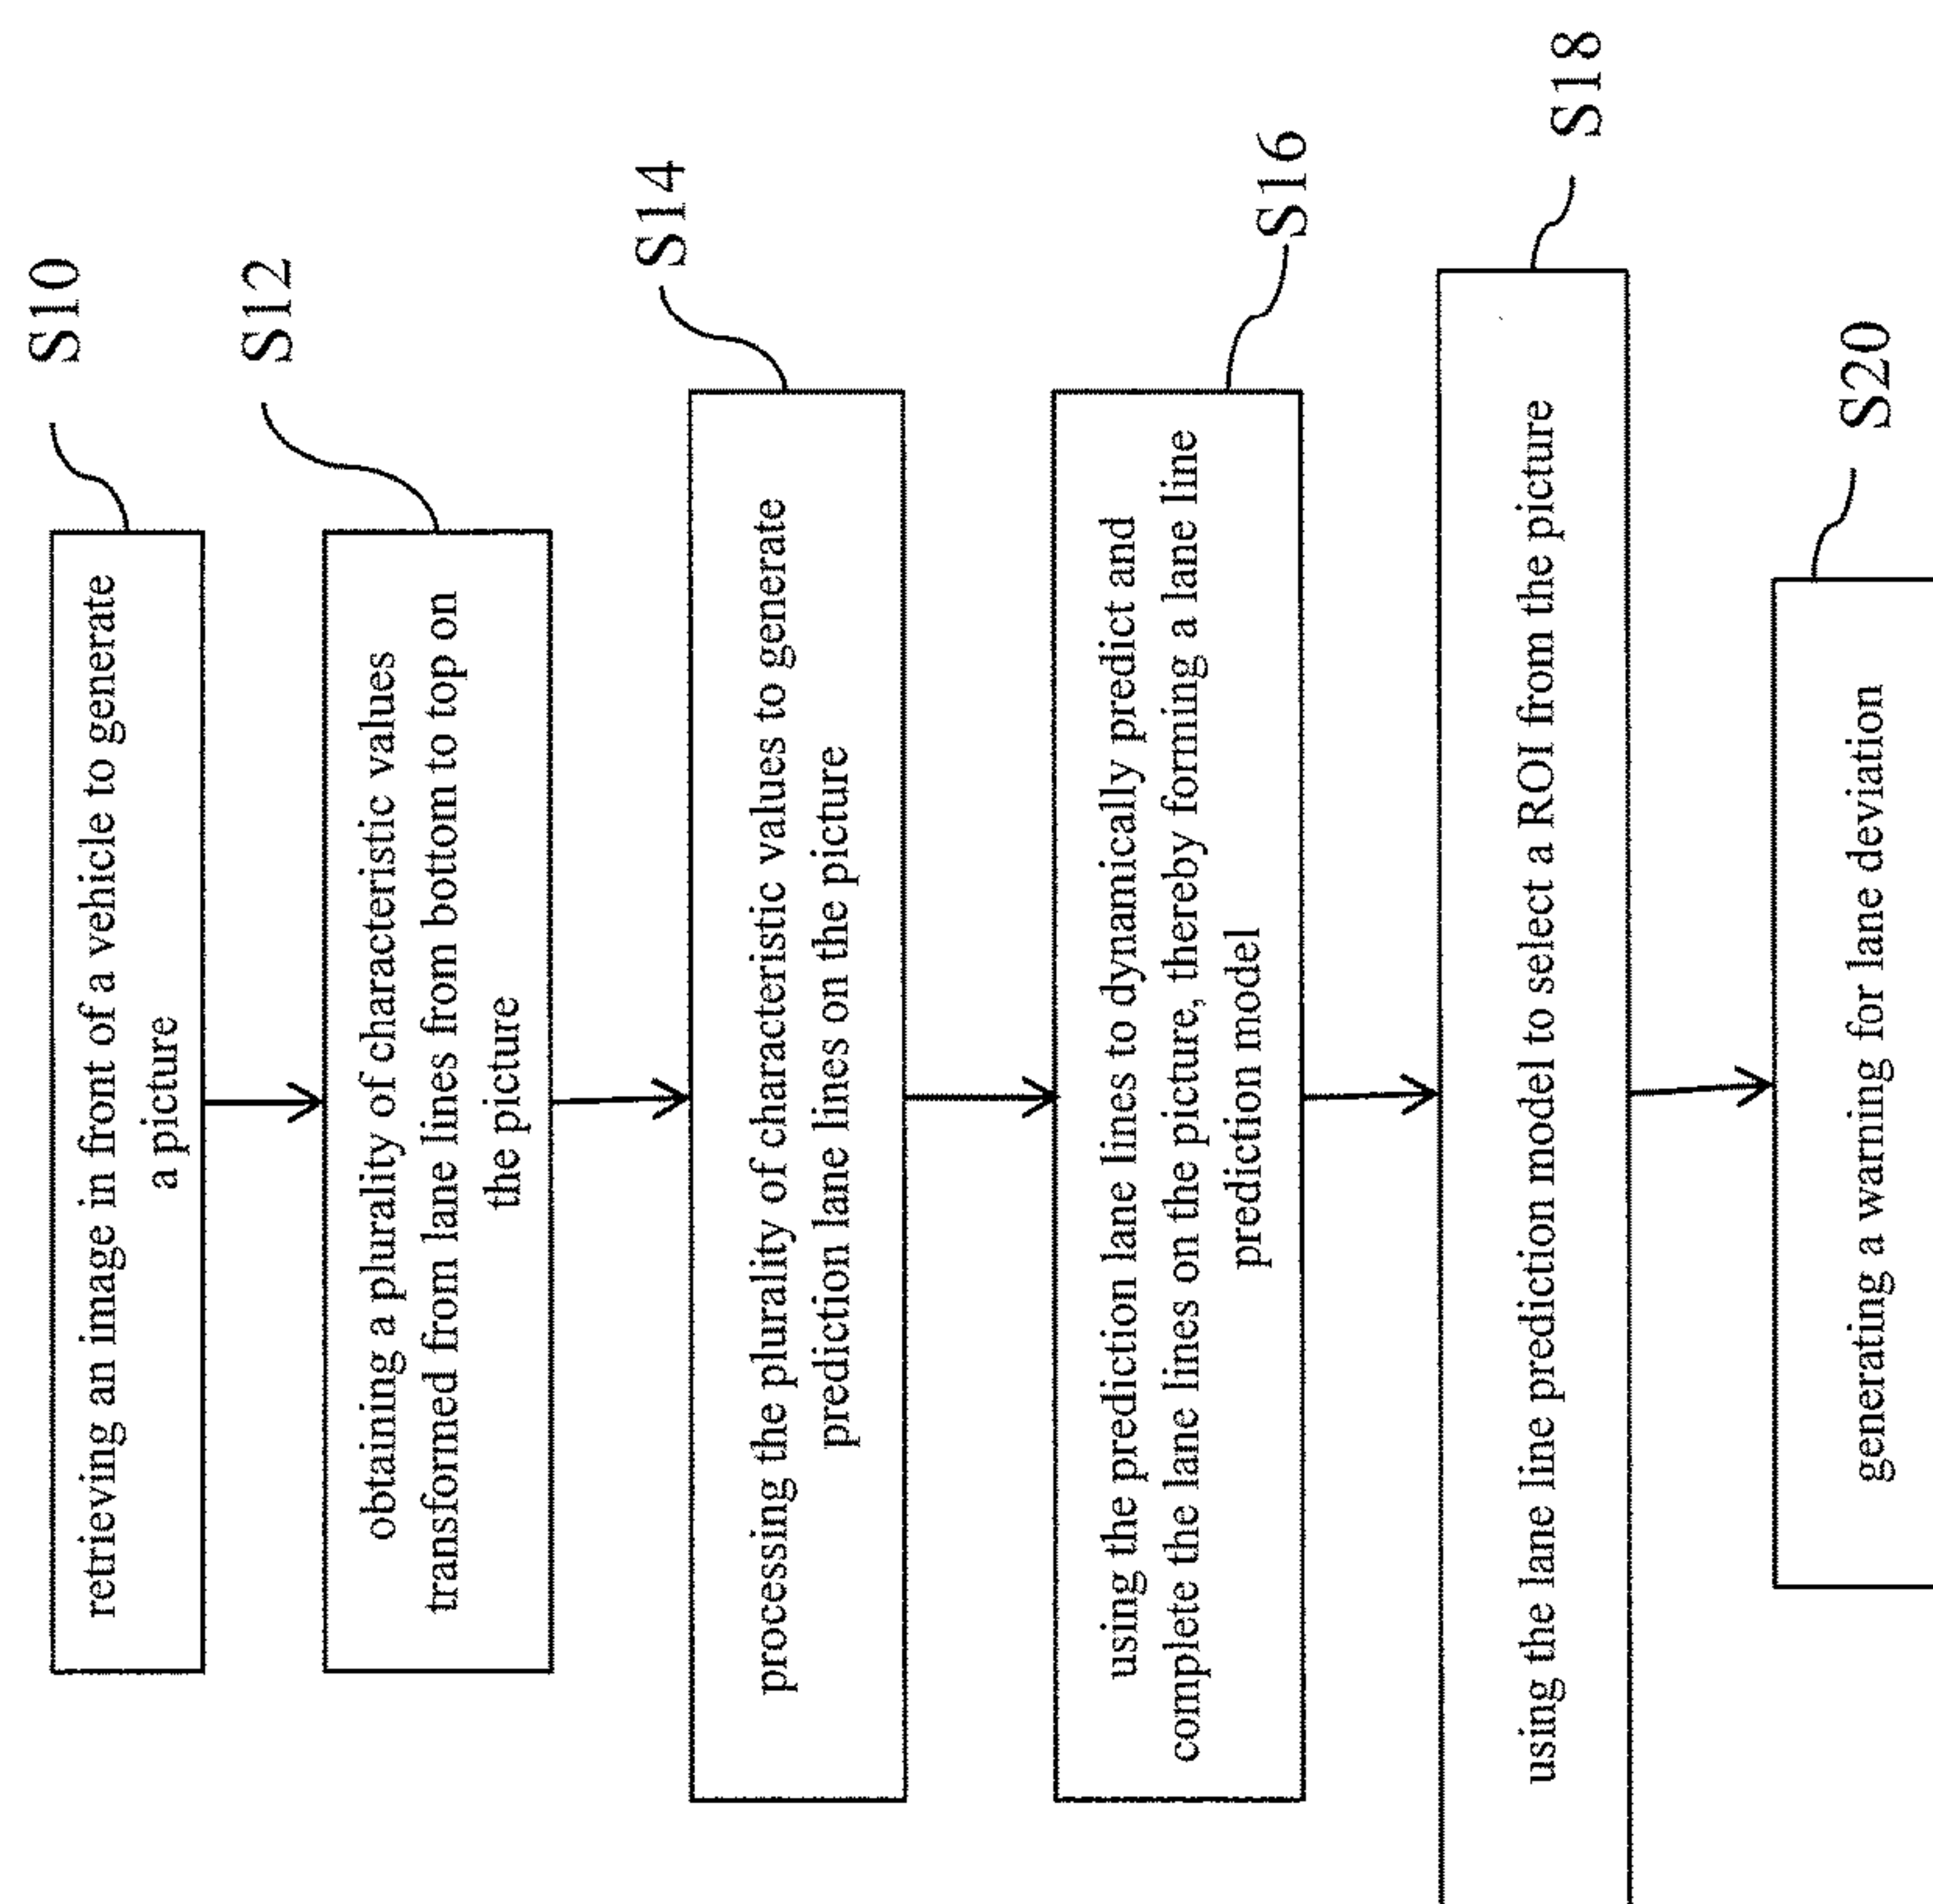 S10
retrieving an image in front of a vehicle to generate
a picture
S12
obtaining a plurality of characteristic values
transformed from lane lines from bottom to top on
the picture
S14
processing the plurality of characteristic values to generate
prediction lane lines on the picture
S16
using the prediction lane lines to dynamically predict and
complete the lane lines on the picture, thereby forming a lane line
prediction model
S18
using the lane line prediction model to select a ROI from the picture
S20
generating a warning for lane deviation